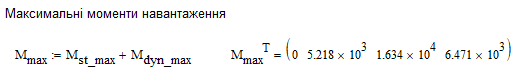 Максимальні моменти навантаження
M_max := M_st_max + M_dyn_max M_max^T = (0 5.218 × 10^3 1.634 × 10^4 6.471 × 10^3)